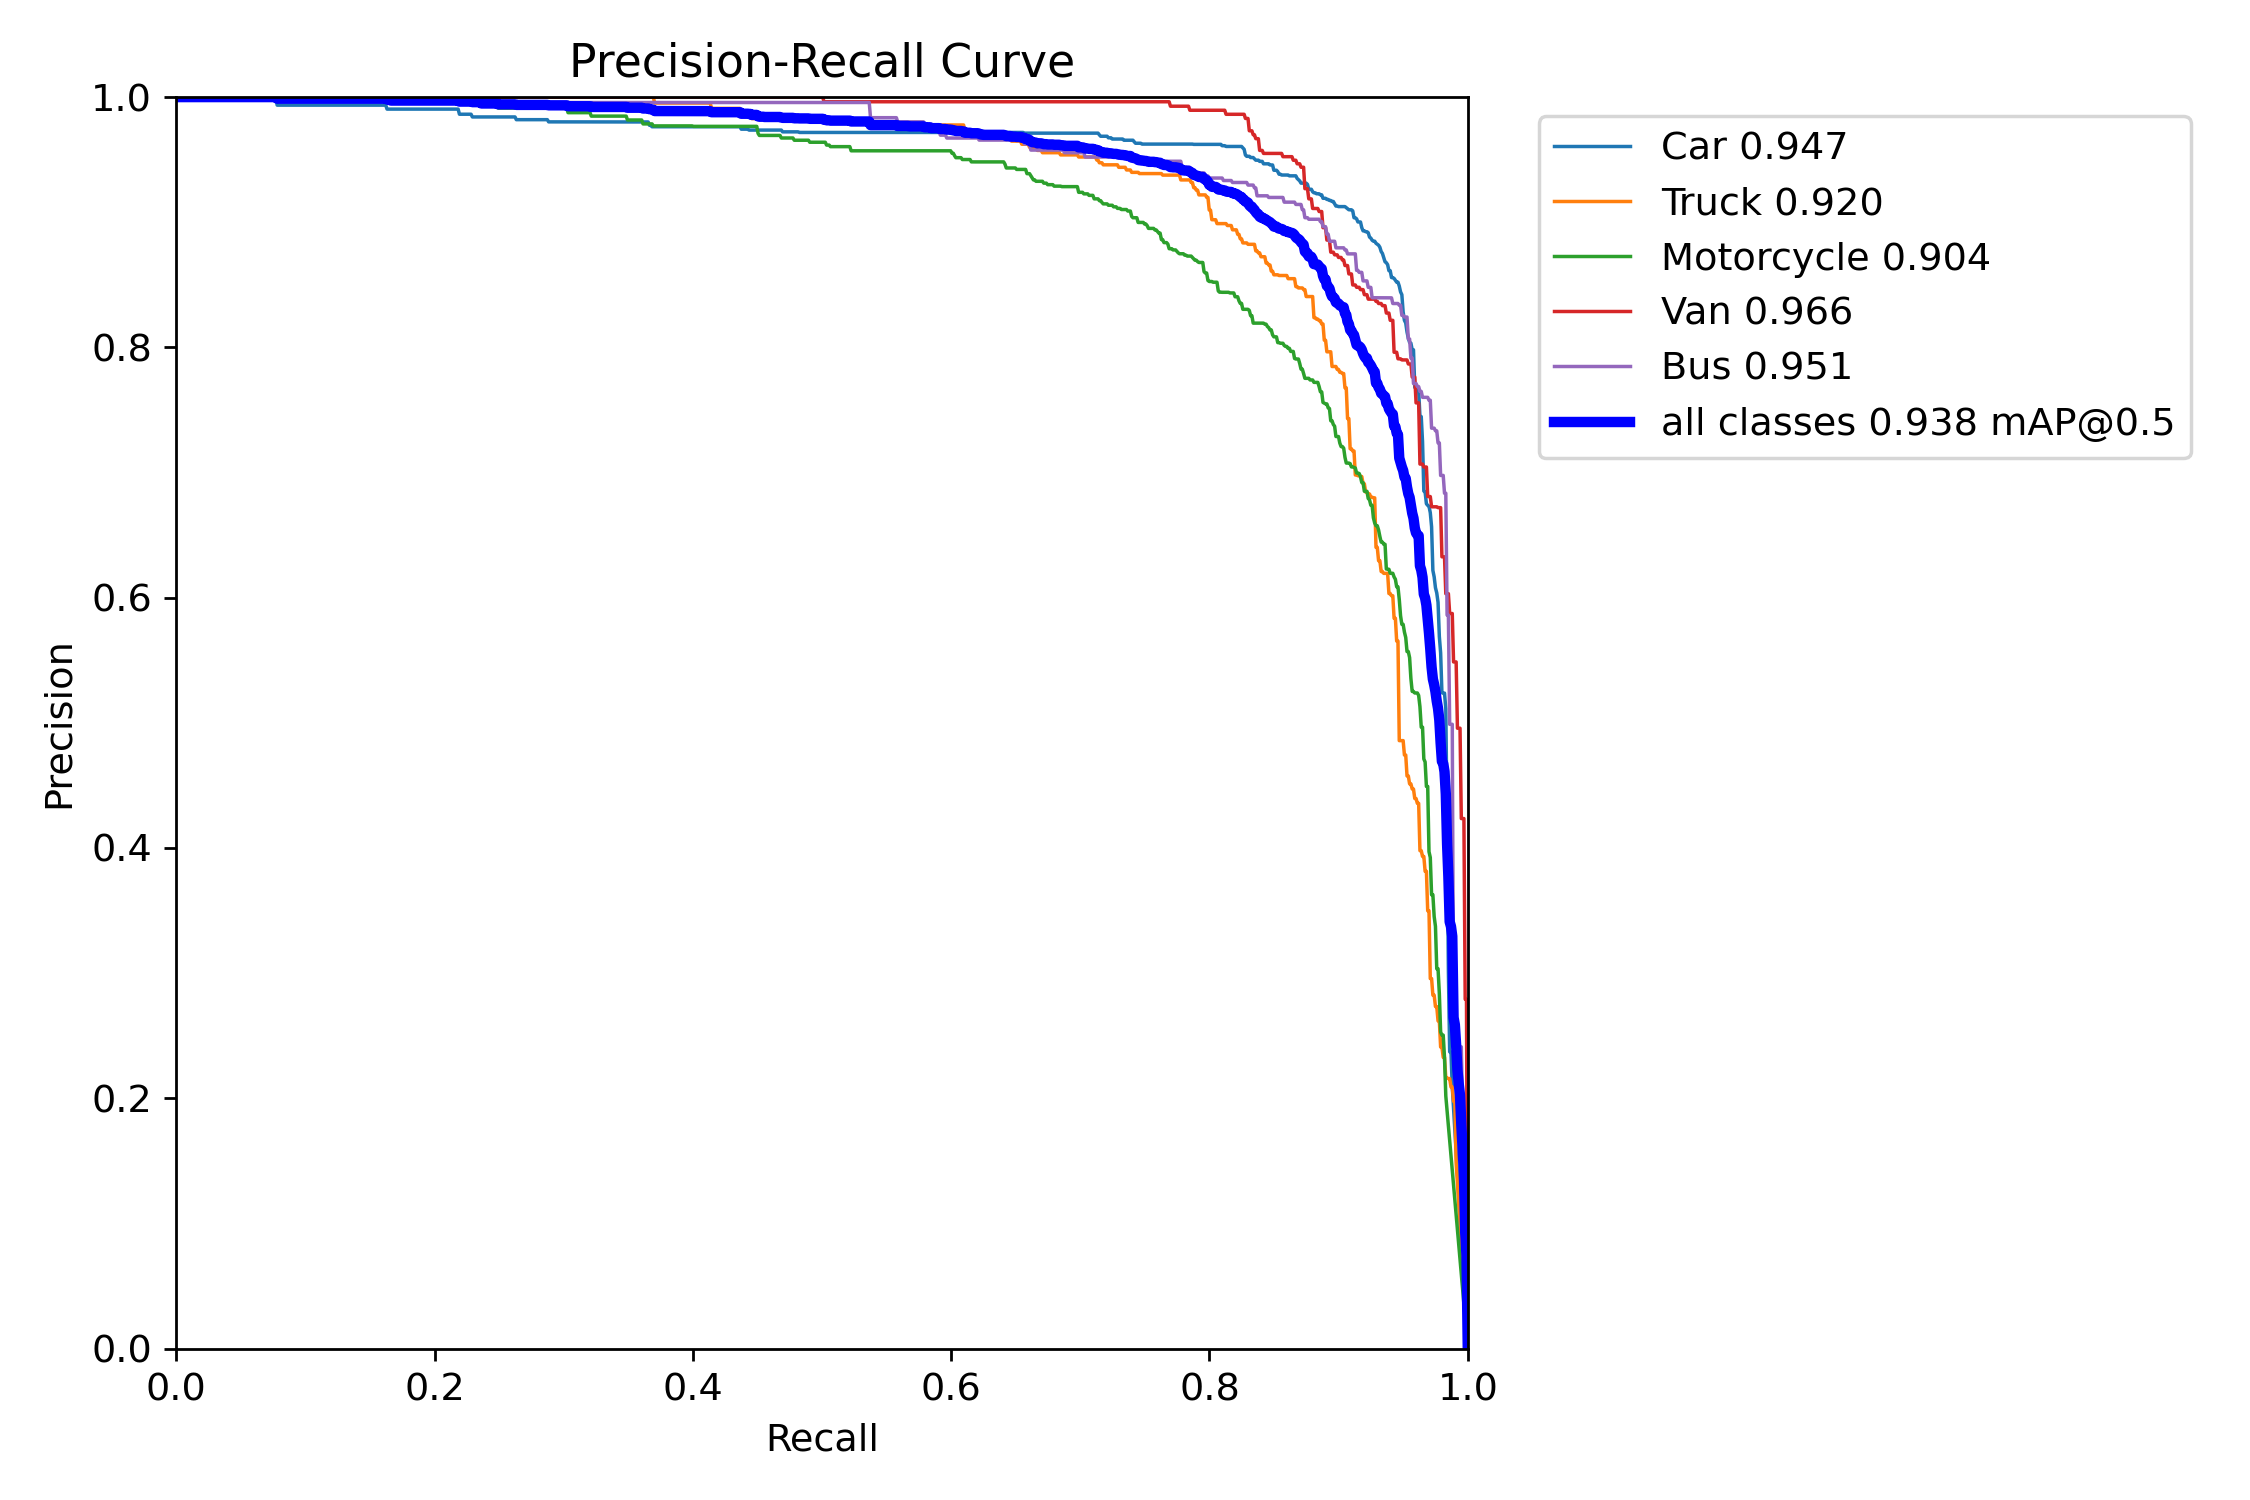 Precision-Recall Curve
1.0
0.8
0.6
0.4
0.2
0.0
Precision
0.0 0.2 0.4 0.6 0.8 1.0
Recall
Car 0.947
Truck 0.920
Motorcycle 0.904
Van 0.966
Bus 0.951
all classes 0.938 mAP@0.5